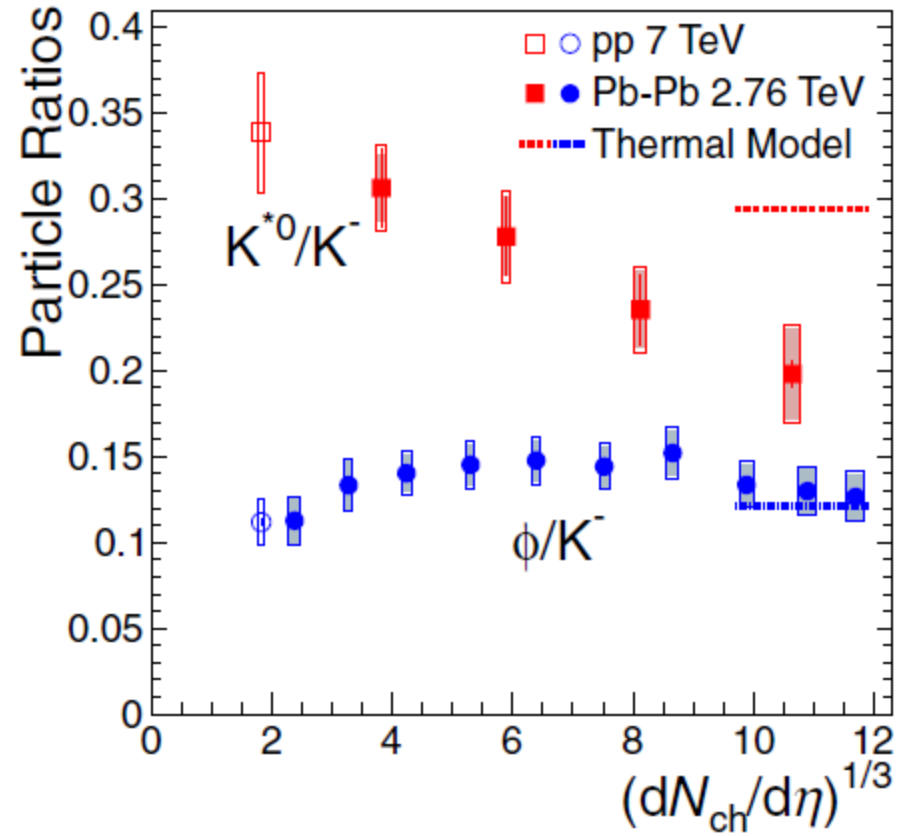 Particle Ratios
0.4
0.35
0.3
0.25
0.2
0.15
0.1
0.05
0
pp 7 TeV
Pb-Pb 2.76 TeV
Thermal Model
K*0/K-
ϕ/K-
0 2 4 6 8 10 12
(dNch/dη)1/3